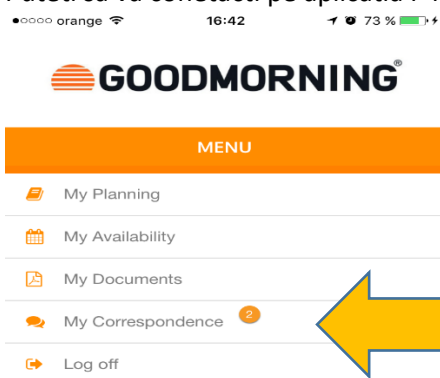 orange 16:42 73 %
GOODMORNING®
MENU
My Planning
My Availability
My Documents
My Correspondence 2
Log off